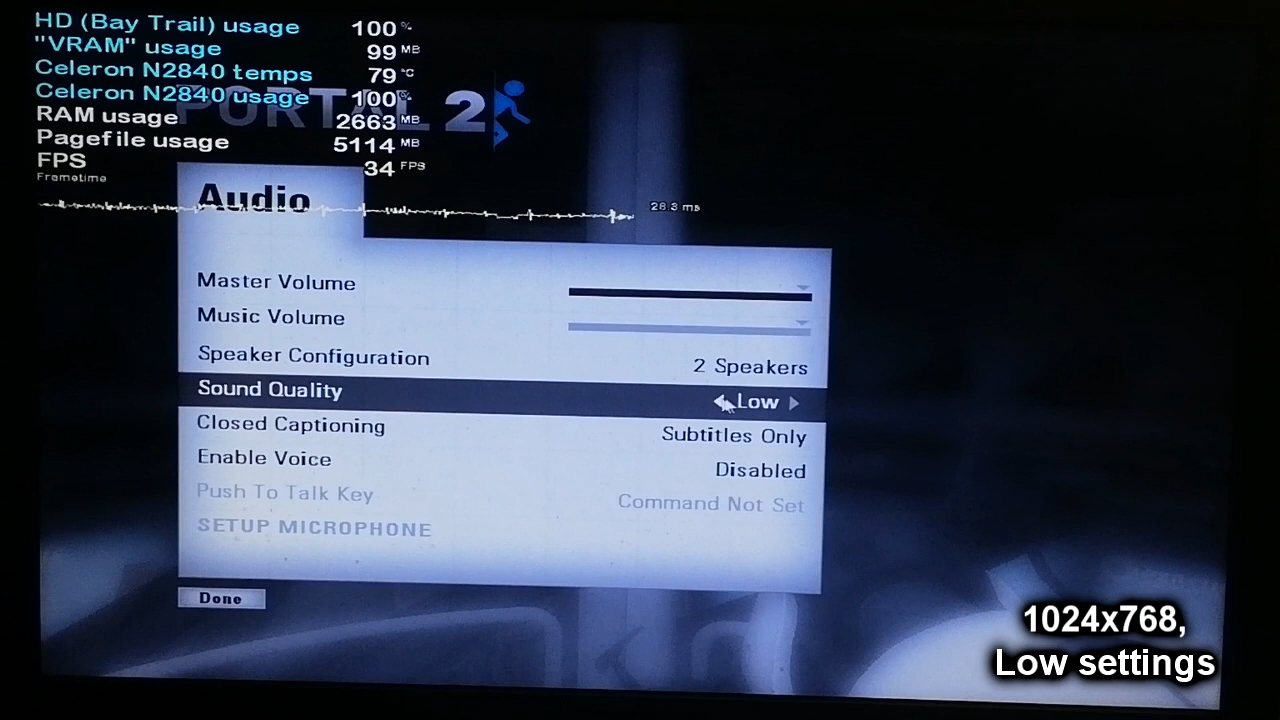 HD (Bay Trail) usage 100 %
"VRAM" usage 99 MB
Celeron N2840 temps 79 °C
Celeron N2840 usage 100 %
PORTAL 2
RAM usage 2663 MB
Pagefile usage 5114 MB
FPS 34 FPS
Frametime
Audio
28.3 ms
Master Volume
Music Volume
Speaker Configuration 2 Speakers
Sound Quality Low
Closed Captioning Subtitles Only
Enable Voice Disabled
Push To Talk Key Command Not Set
SETUP MICROPHONE
Done
1024x768,
Low settings